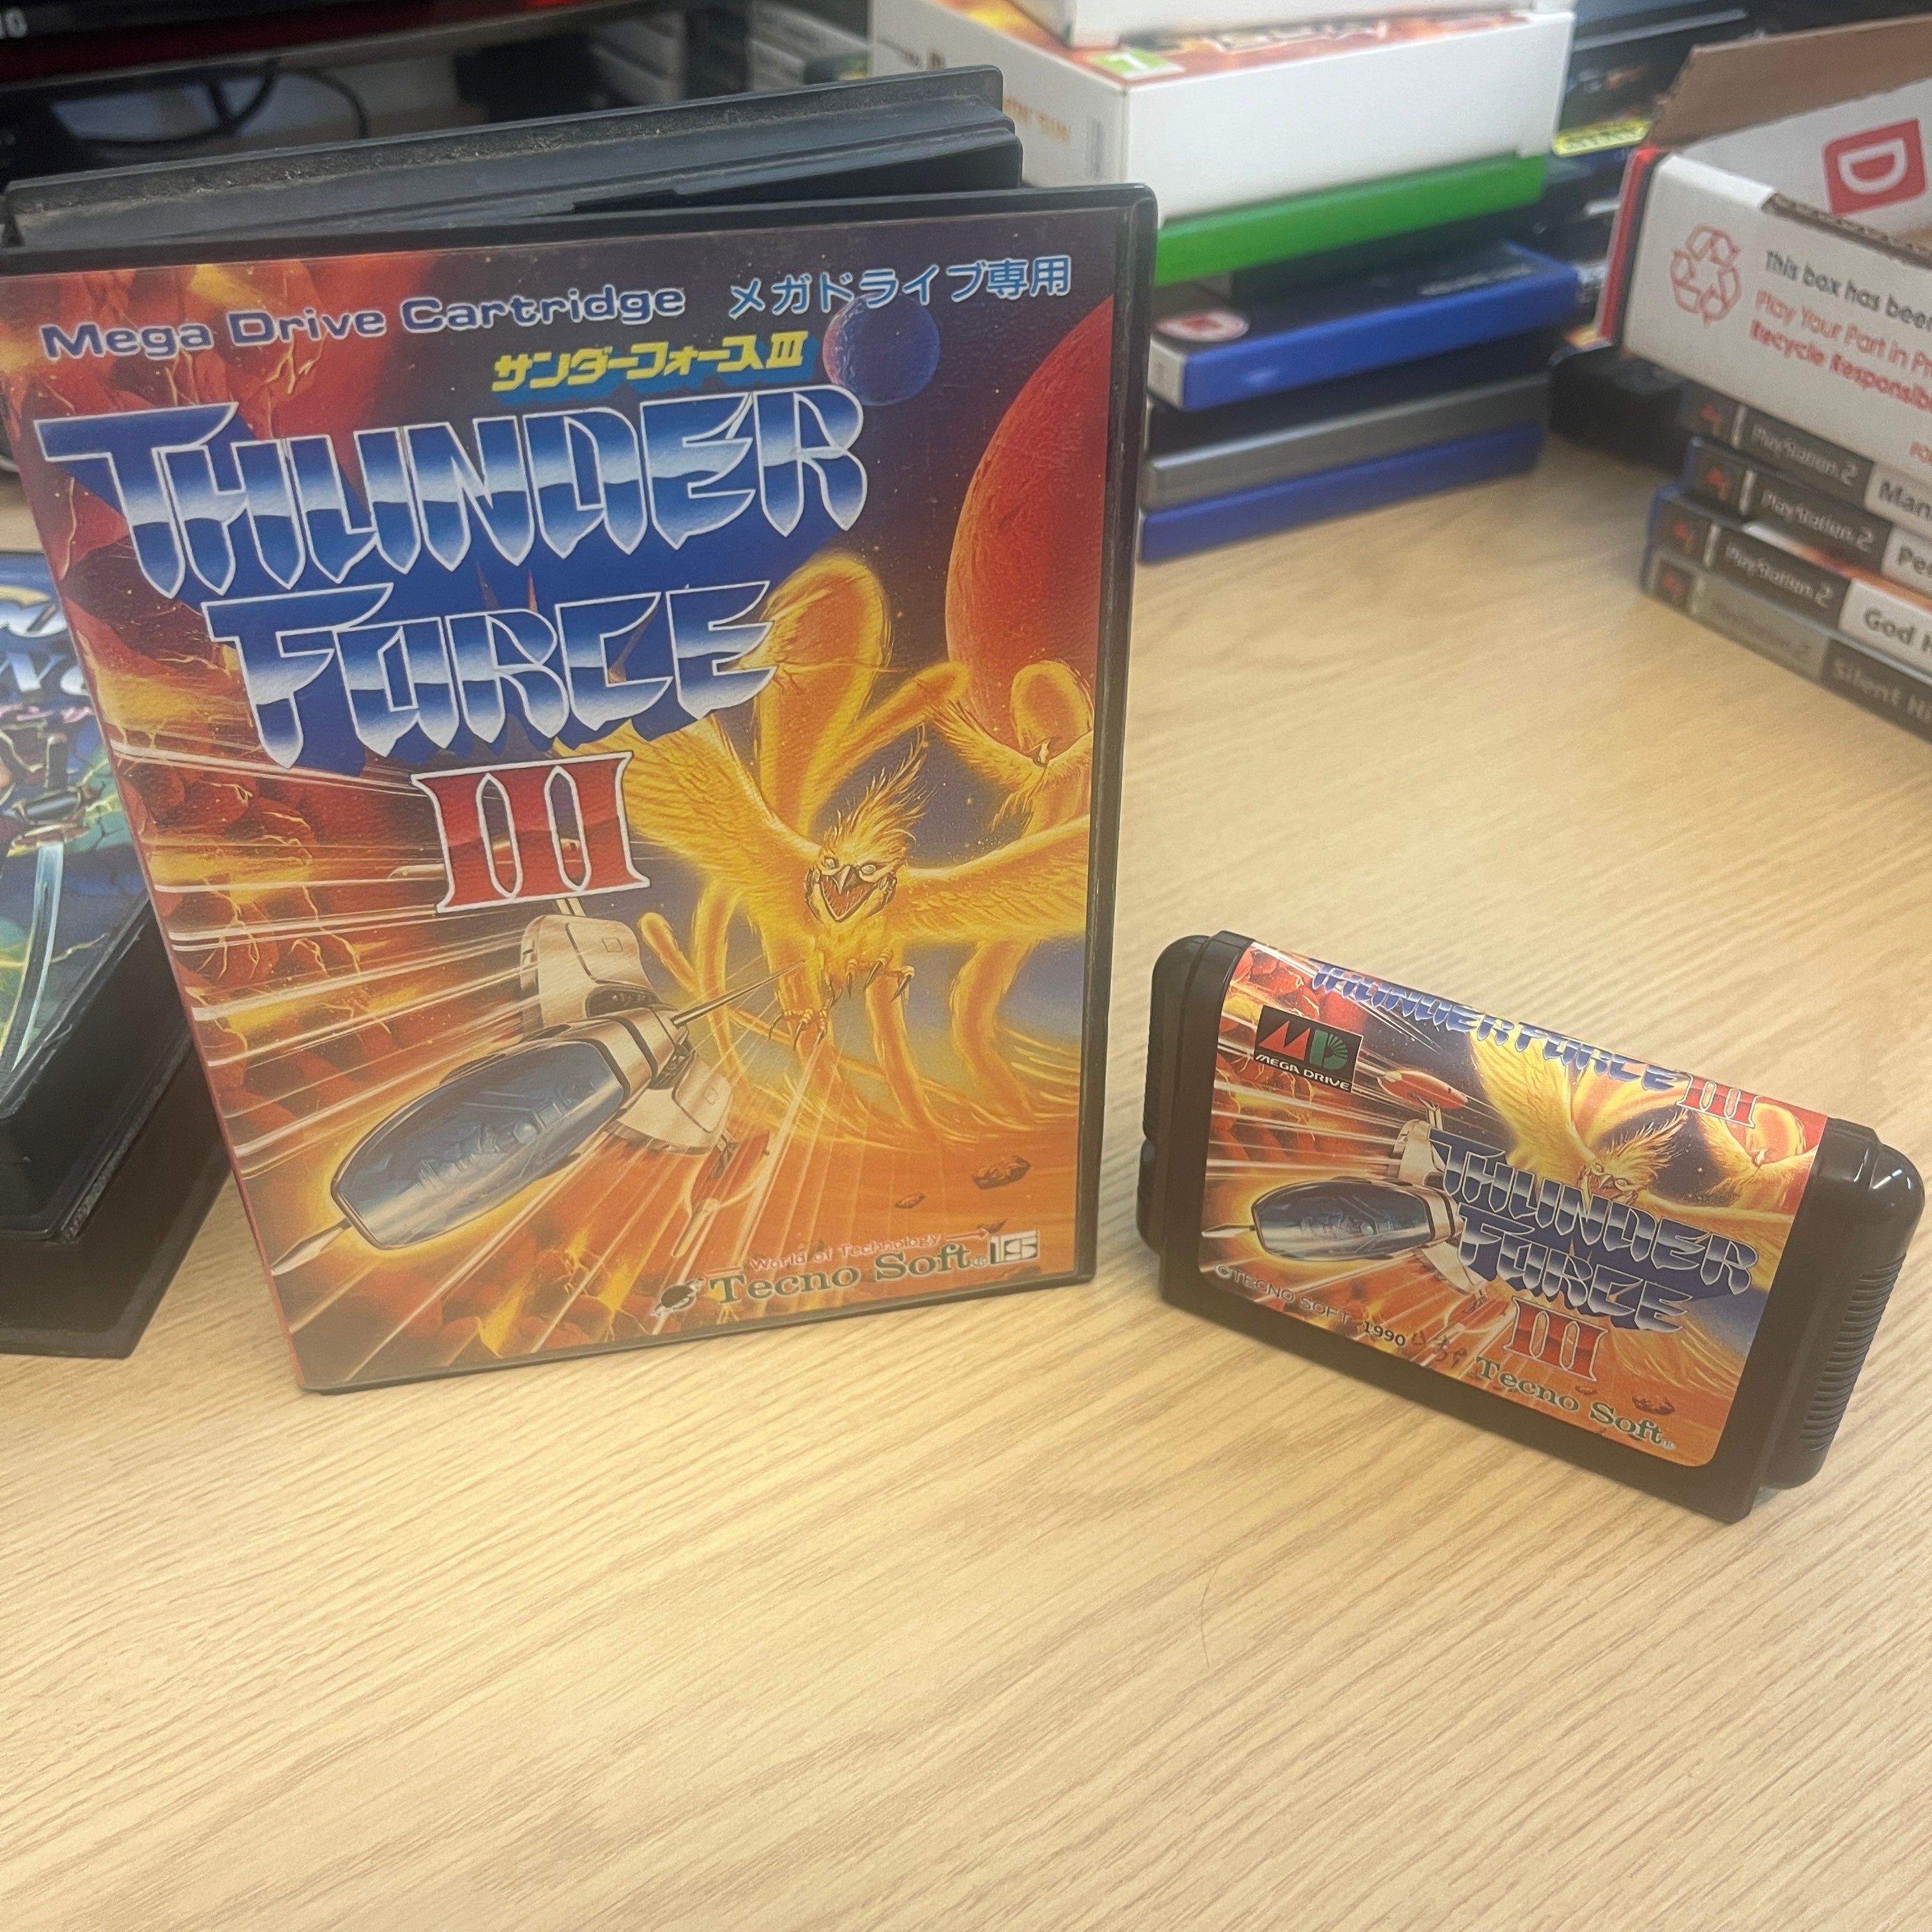 Mega Drive Cartridge メガドライブ専用
サンダーフォースIII
THUNDER
FORCE
III
World of Technology
Tecno Soft
THUNDER FORCE III
MEGA DRIVE
THUNDER
FORCE
III
©TECNO SOFT 1990
Tecno Soft
This box has been
Play Your Part in
Recycle
PlayStation 2
PlayStation 2
PlayStation 2 God
PlayStation 2 Silent